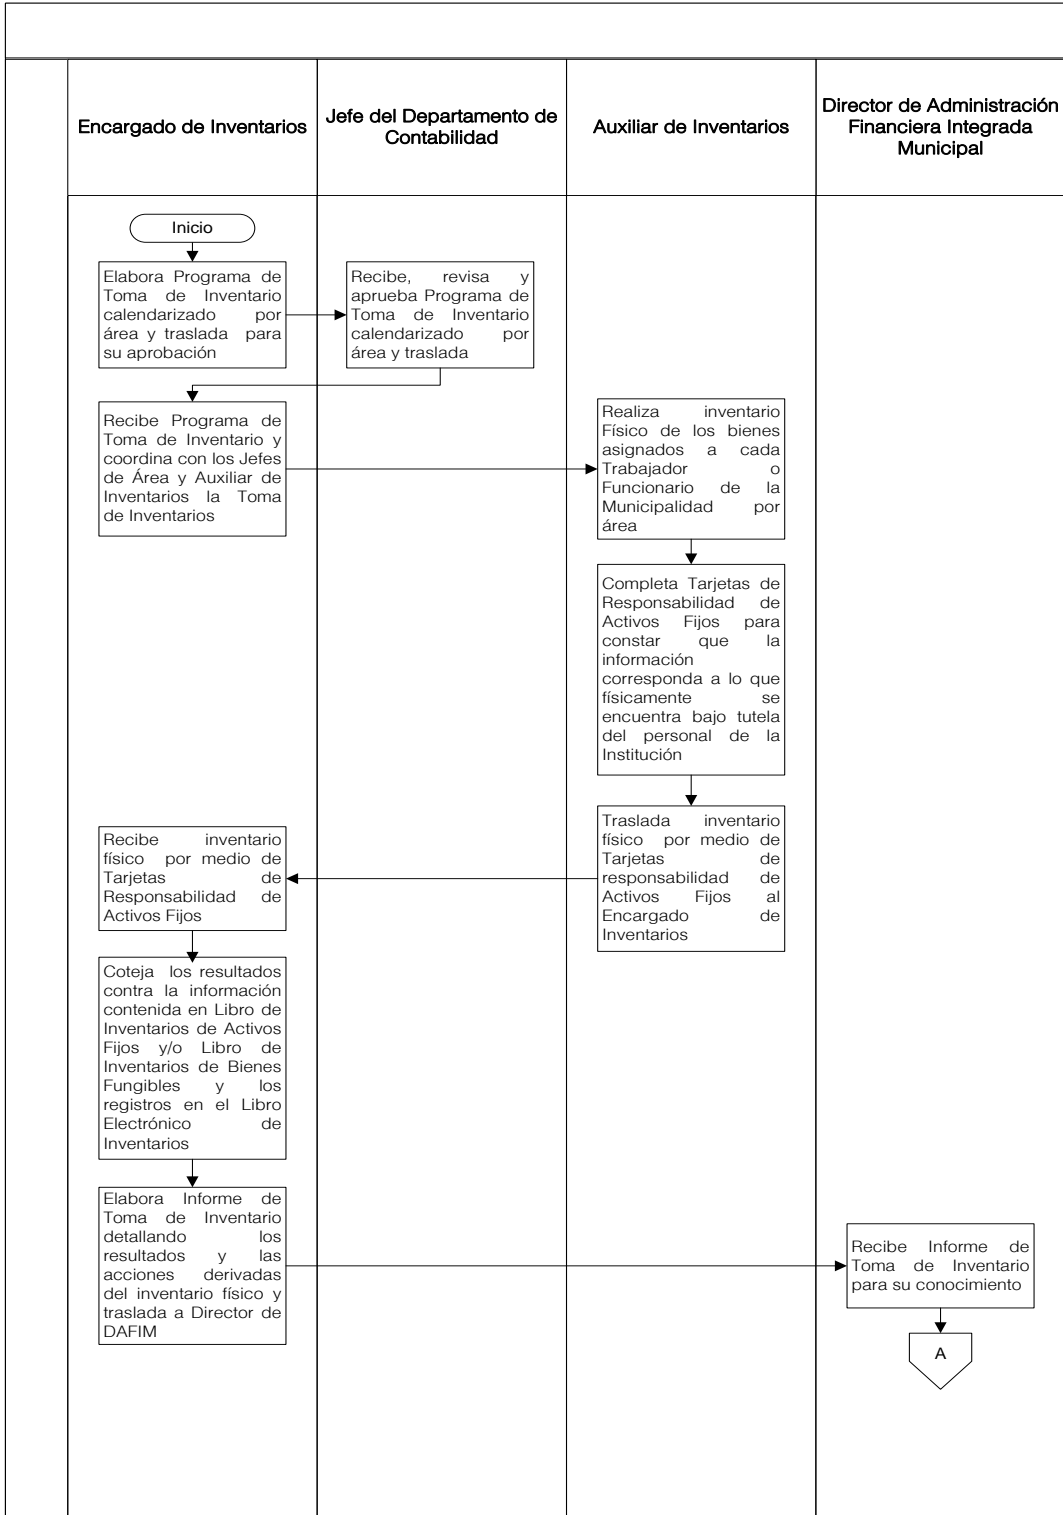 Encargado de Inventarios
Jefe del Departamento de
Contabilidad
Auxiliar de Inventarios
Director de Administración
Financiera Integrada
Municipal
Inicio
Elabora Programa de
Toma de Inventario
calendarizado por
área y traslada para
su aprobación
Recibe, revisa y
aprueba Programa de
Toma de Inventario
calendarizado por
área y traslada
Recibe Programa de
Toma de Inventario y
coordina con los Jefes
de Área y Auxiliar de
Inventarios la Toma
de Inventarios
Realiza inventario
Físico de los bienes
asignados a cada
Trabajador o
Funcionario de la
Municipalidad por
área
Completa Tarjetas de
Responsabilidad de
Activos Fijos para
constar que la
información
corresponda a lo que
físicamente se
encuentra bajo tutela
del personal de la
Institución
Traslada inventario
físico por medio de
Tarjetas de
responsabilidad de
Activos Fijos al
Encargado de
Inventarios
Recibe inventario
físico por medio de
Tarjetas de
Responsabilidad de
Activos Fijos
Coteja los resultados
contra la información
contenida en Libro de
Inventarios de Activos
Fijos y/o Libro de
Inventarios de Bienes
Fungibles y los
registros en el Libro
Electrónico de
Inventarios
Elabora Informe de
Toma de Inventario
detallando los
resultados y las
acciones derivadas
del inventario físico y
traslada a Director de
DAFIM
Recibe Informe de
Toma de Inventario
para su conocimiento
A